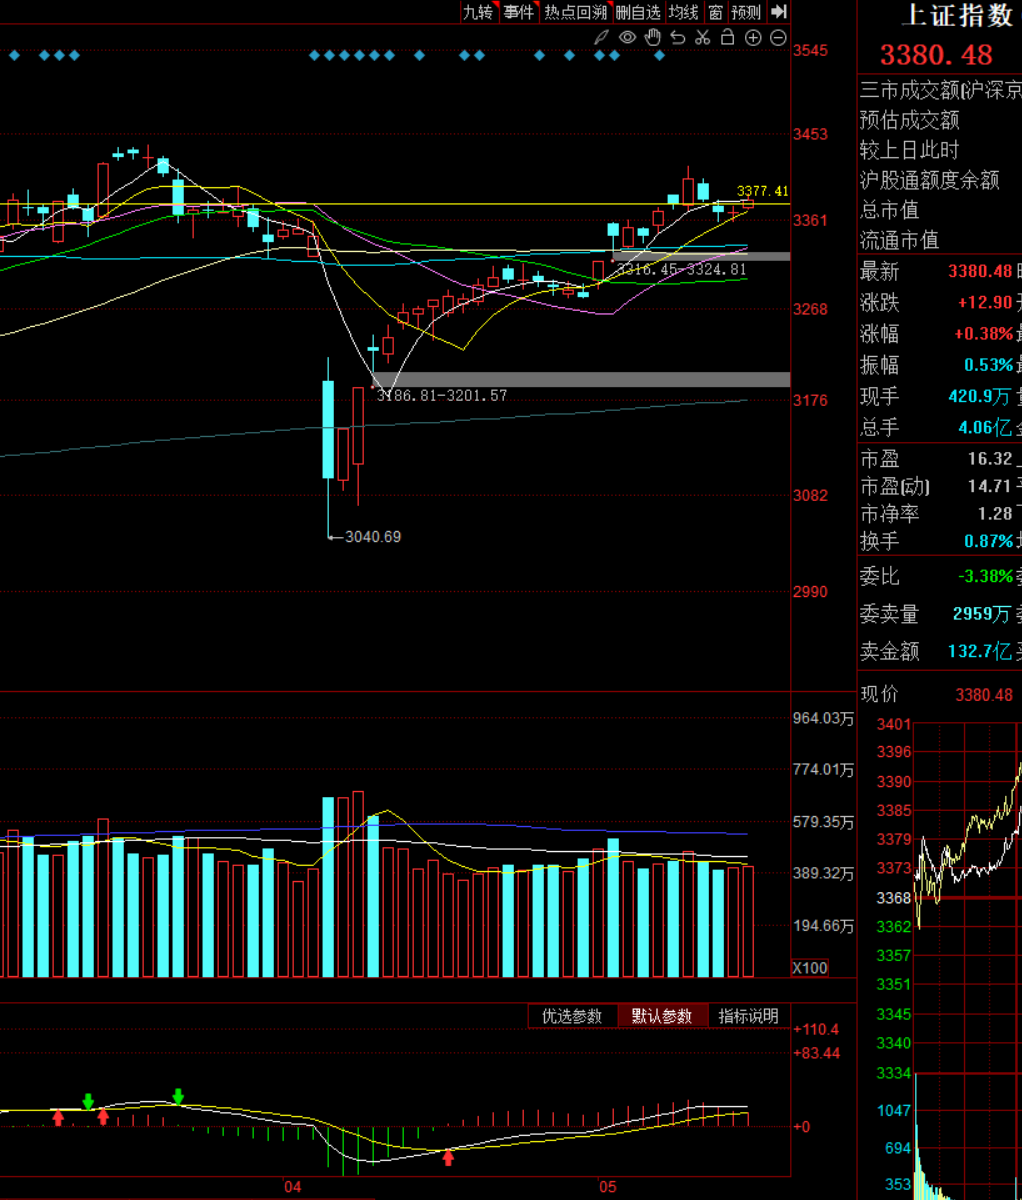 九转 事件 热点回溯 删自选 均线 窗 预测
上证指数
3380.48
三市成交额(沪深京
预估成交额
较上日此时
沪股通额度余额
总市值
流通市值
最新 3380.48
涨跌 +12.90
涨幅 +0.38%
振幅 0.53%
现手 420.9万
总手 4.06亿
市盈 16.32
市盈(动) 14.71
市净率 1.28
换手 0.87%
委比 -3.38%
委卖量 2959万
卖金额 132.7亿
现价 3380.48
3401
3396
3390
3385
3379
3373
3368
3362
3357
3351
3345
3340
3334
1047
694
353
3545
3453
3377.41
3361
3316.45-3324.81
3268
3186.81-3201.57
3176
3082
3040.69
2990
964.03万
774.01万
579.35万
389.32万
194.66万
X100
优选参数 默认参数 指标说明
+110.4
+83.44
+0
04 05